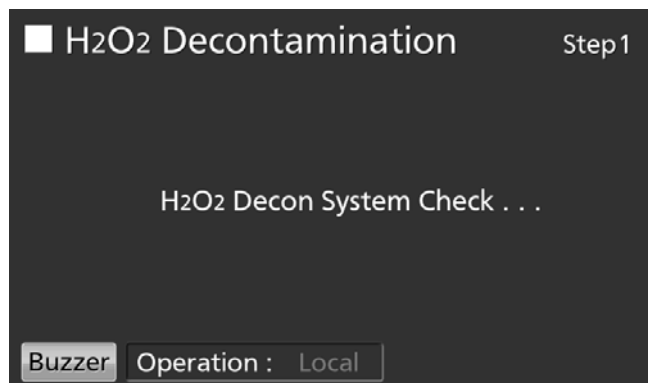 H2O2 Decontamination Step1
H2O2 Decon System Check . . .
Buzzer Operation : Local